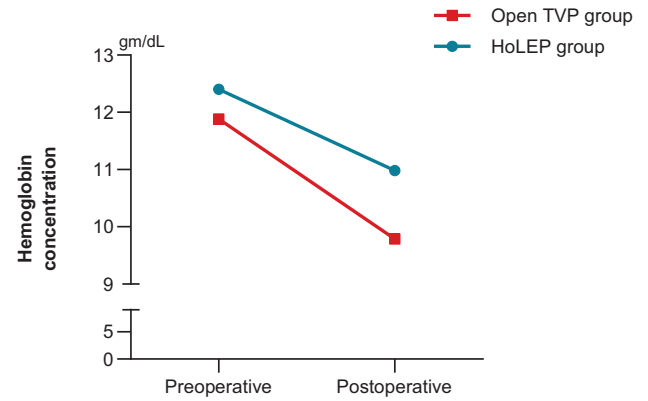 Open TVP group
HoLEP group
gm/dL
13
12
11
10
9
5
0
Hemoglobin
concentration
Preoperative
Postoperative